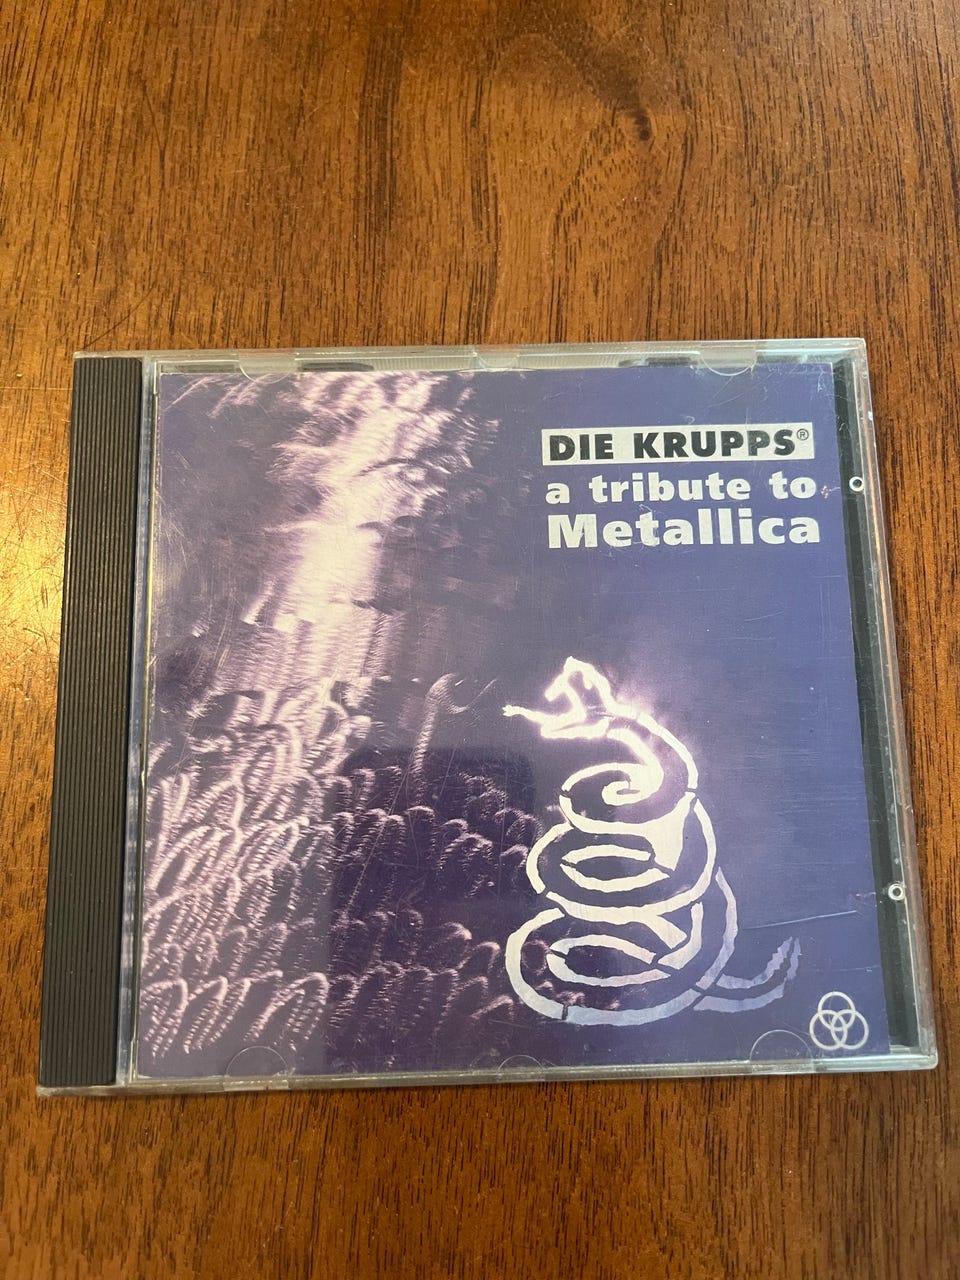 DIE KRUPPS®
a tribute to
Metallica